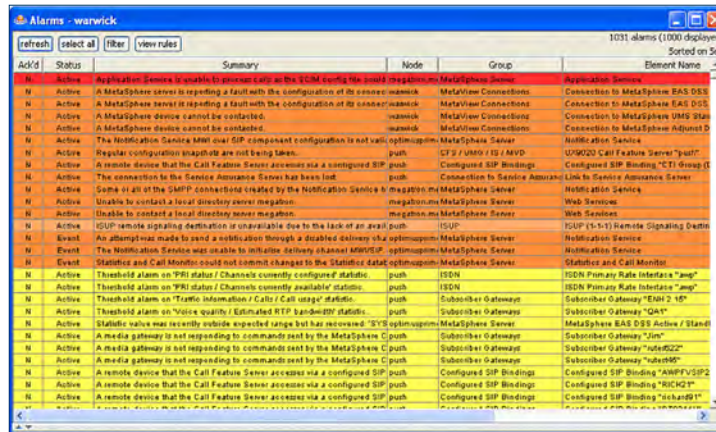 Alarms - warwick
refresh select all filter view rules 1031 alarms (1000 displaye
Sorted on Se
Ack'd Status Summary Node Group Element Name
N Active Application Service is unable to process calls as the SCIM config file could megatron.me MetaSphere Server Application Service
N Active A MetaSphere server is reporting a fault with the configuration of its connec warwick MetaView Connections Connection to MetaSphere EAS DSS
N Active A MetaSphere server is reporting a fault with the configuration of its connec warwick MetaView Connections Connection to MetaSphere EAS DSS
N Active A MetaSphere device cannot be contacted. warwick MetaView Connections Connection to MetaSphere UMS Stan
N Active A MetaSphere device cannot be contacted. warwick MetaView Connections Connection to MetaSphere Adjunct D
N Active The Notification Service MWI over SIP component configuration is not valid optimusprim MetaSphere Server Notification Service
N Active Regular configuration snapshots are not being taken. push CFS / UMG / IS / MVD Call Feature Server "push"
N Active A remote device that the Call Feature Server accesses via a configured SIP push Configured SIP Bindings Configured SIP Binding "CTI Group (D
N Active The connection to the Service Assurance Server has been lost push Connection to Service Assuranc Link to Service Assurance Server
N Active Some or all of the SMPP connections created by the Notification Service h megatron.me MetaSphere Server Notification Service
N Active Unable to contact a local directory server megatron. megatron.me MetaSphere Server Web Services
N Active Unable to contact a local directory server megatron. megatron.me MetaSphere Server Web Services
N Active ISUP remote signaling destination is unavailable due to the lack of an avail push ISUP ISUP (1-1-1) Remote Signaling Destin
N Event An attempt was made to send a notification through a disabled delivery cha optimusprim MetaSphere Server Notification Service
N Event The Notification Service was unable to initialise delivery channel optimusprim MetaSphere Server Notification Service
N Event Statistics and Call Monitor could not commit changes to the Statistics datab optimusprim MetaSphere Server Statistics and Call Monitor
N Active Threshold alarm on 'PRI status / Channels currently configured' statistic. push ISDN ISDN Primary Rate Interface "awp"
N Active Threshold alarm on 'PRI status / Channels currently available' statistic. push ISDN ISDN Primary Rate Interface "awp"
N Active Threshold alarm on 'Traffic information / Calls / Call usage' statistic. push Subscriber Gateways Subscriber Gateway "ENH 2 16"
N Active Threshold alarm on 'Voice quality / Estimated RTP bandwidth' statistic. push Subscriber Gateways Subscriber Gateway "QA1"
N Active Statistic value was recently outside expected range but has recovered 'SYS optimusprim MetaSphere Server MetaSphere EAS DSS Active / Stand
N Active A media gateway is not responding to commands sent by the MetaSphere C push Subscriber Gateways Subscriber Gateway "Jim"
N Active A media gateway is not responding to commands sent by the MetaSphere C push Subscriber Gateways Subscriber Gateway
N Active A media gateway is not responding to commands sent by the MetaSphere C push Subscriber Gateways Subscriber Gateway
N Active A remote device that the Call Feature Server accesses via a configured SIP push Configured SIP Bindings Configured SIP Binding "AWPFVSIP2
N Active A remote device that the Call Feature Server accesses via a configured SIP push Configured SIP Bindings Configured SIP Binding "RICH21"
N Active A remote device that the Call Feature Server accesses via a configured SIP push Configured SIP Bindings Configured SIP Binding "richard91"